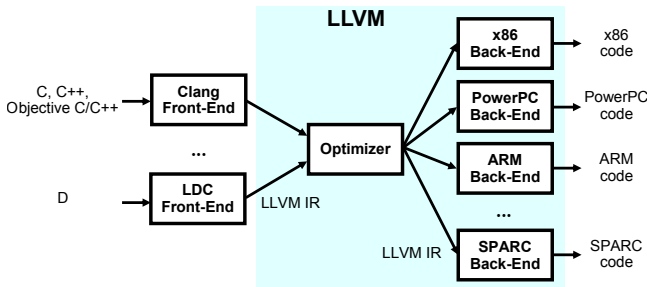 LLVM
C, C++,
Objective C/C++
Clang
Front-End
...
D
LDC
Front-End
LLVM IR
Optimizer
LLVM IR
x86
Back-End
x86
code
PowerPC
Back-End
PowerPC
code
ARM
Back-End
ARM
code
...
SPARC
Back-End
SPARC
code